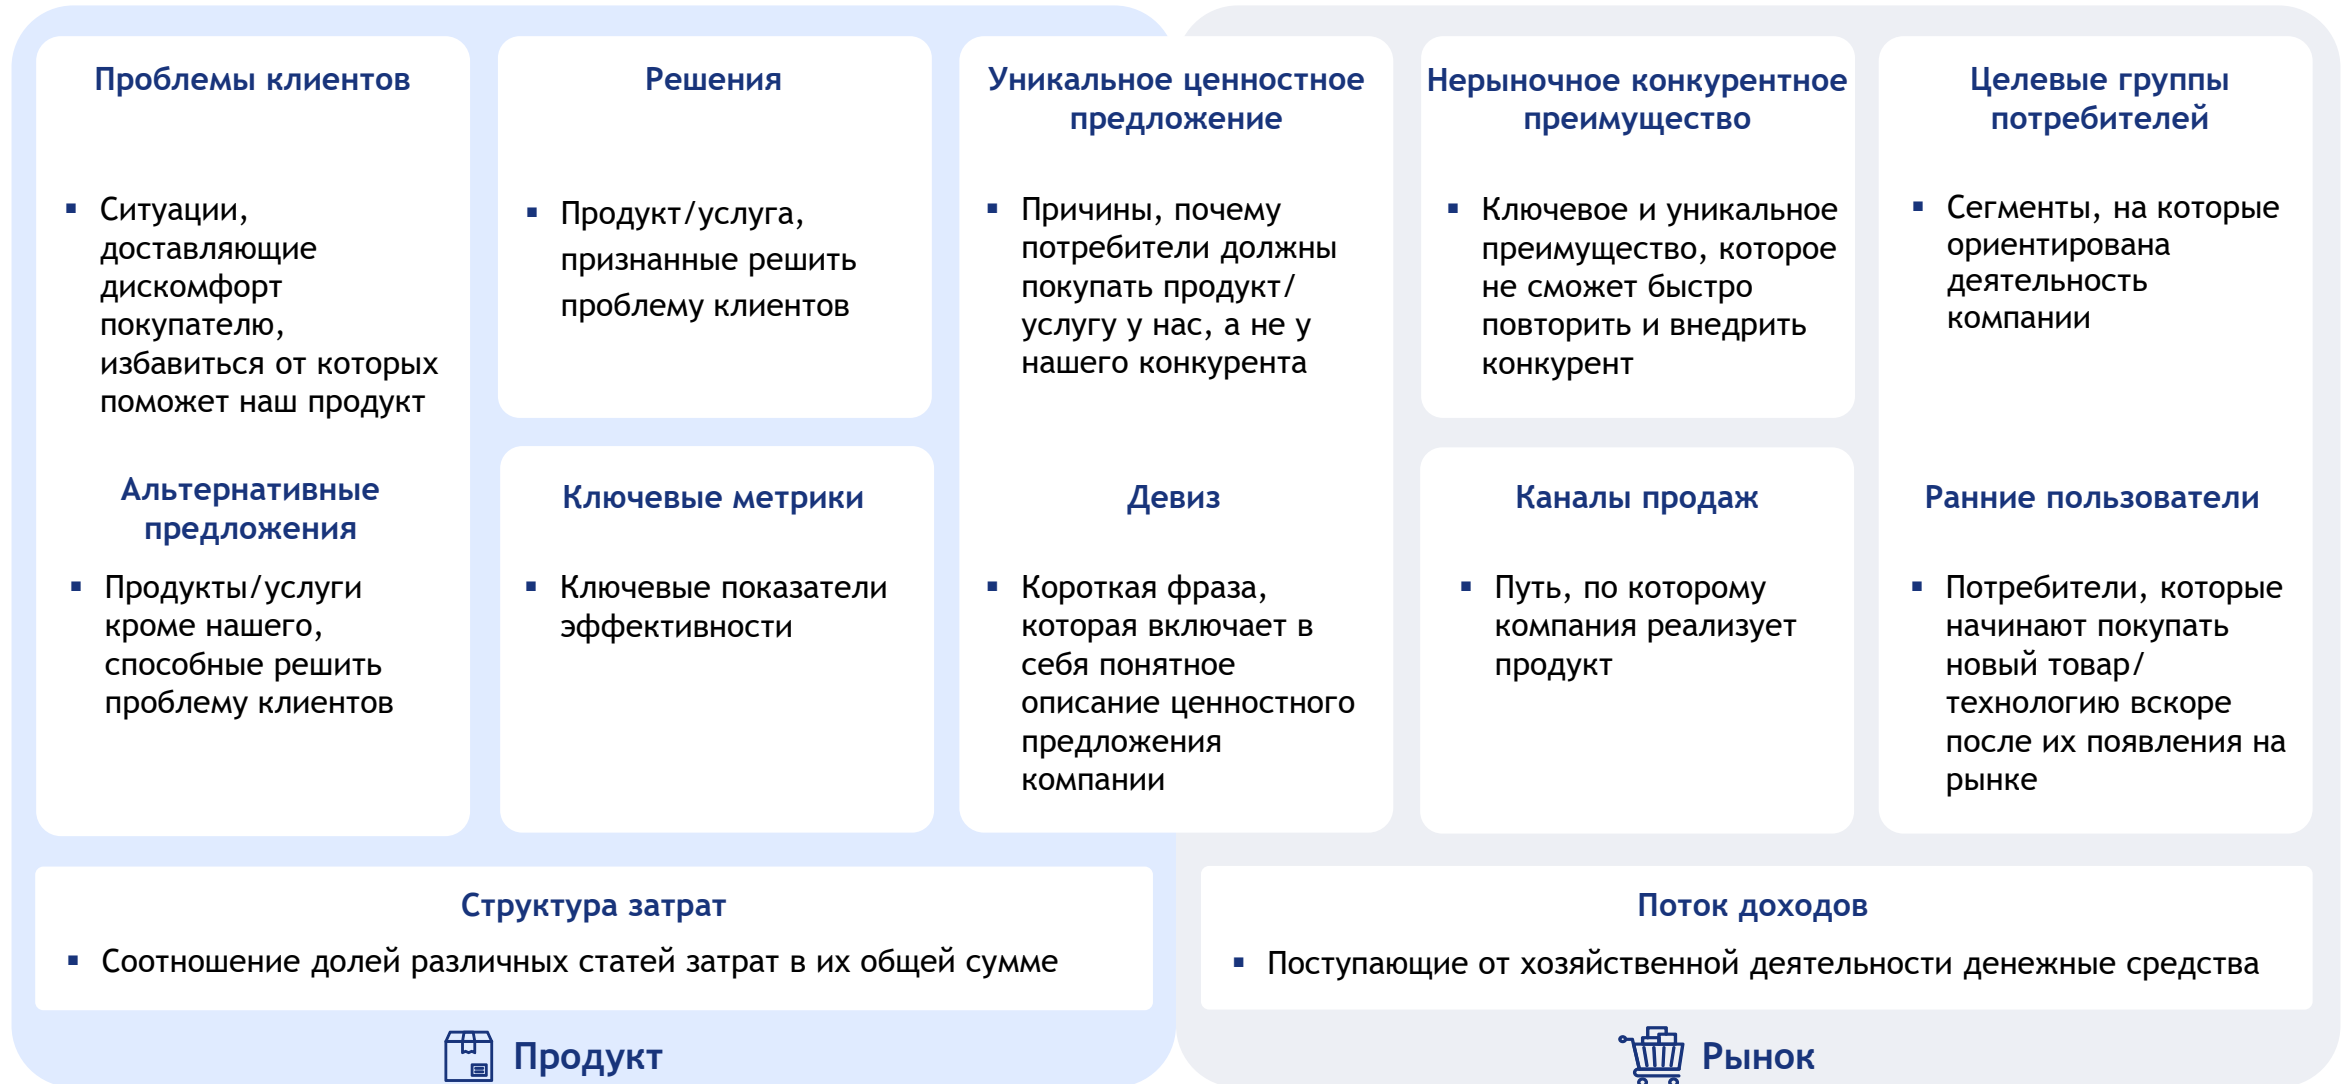 Проблемы клиентов
▪ Ситуации,
доставляющие
дискомфорт
покупателю,
избавиться от которых
поможет наш продукт
Альтернативные
предложения
▪ Продукты/услуги
кроме нашего,
способные решить
проблему клиентов
Решения
▪ Продукт/услуга,
признанные решить
проблему клиентов
Ключевые метрики
▪ Ключевые показатели
эффективности
Уникальное ценностное
предложение
▪ Причины, почему
потребители должны
покупать продукт/
услугу у нас, а не у
нашего конкурента
Девиз
▪ Короткая фраза,
которая включает в
себя понятное
описание ценностного
предложения
компании
Нерыночное конкурентное
преимущество
▪ Ключевое и уникальное
преимущество, которое
не сможет быстро
повторить и внедрить
конкурент
Каналы продаж
▪ Путь, по которому
компания реализует
продукт
Целевые группы
потребителей
▪ Сегменты, на которые
ориентирована
деятельность
компании
Ранние пользователи
▪ Потребители, которые
начинают покупать
новый товар/
технологию вскоре
после их появления на
рынке
Структура затрат
▪ Соотношение долей различных статей затрат в их общей сумме
Поток доходов
▪ Поступающие от хозяйственной деятельности денежные средства
Продукт
Рынок